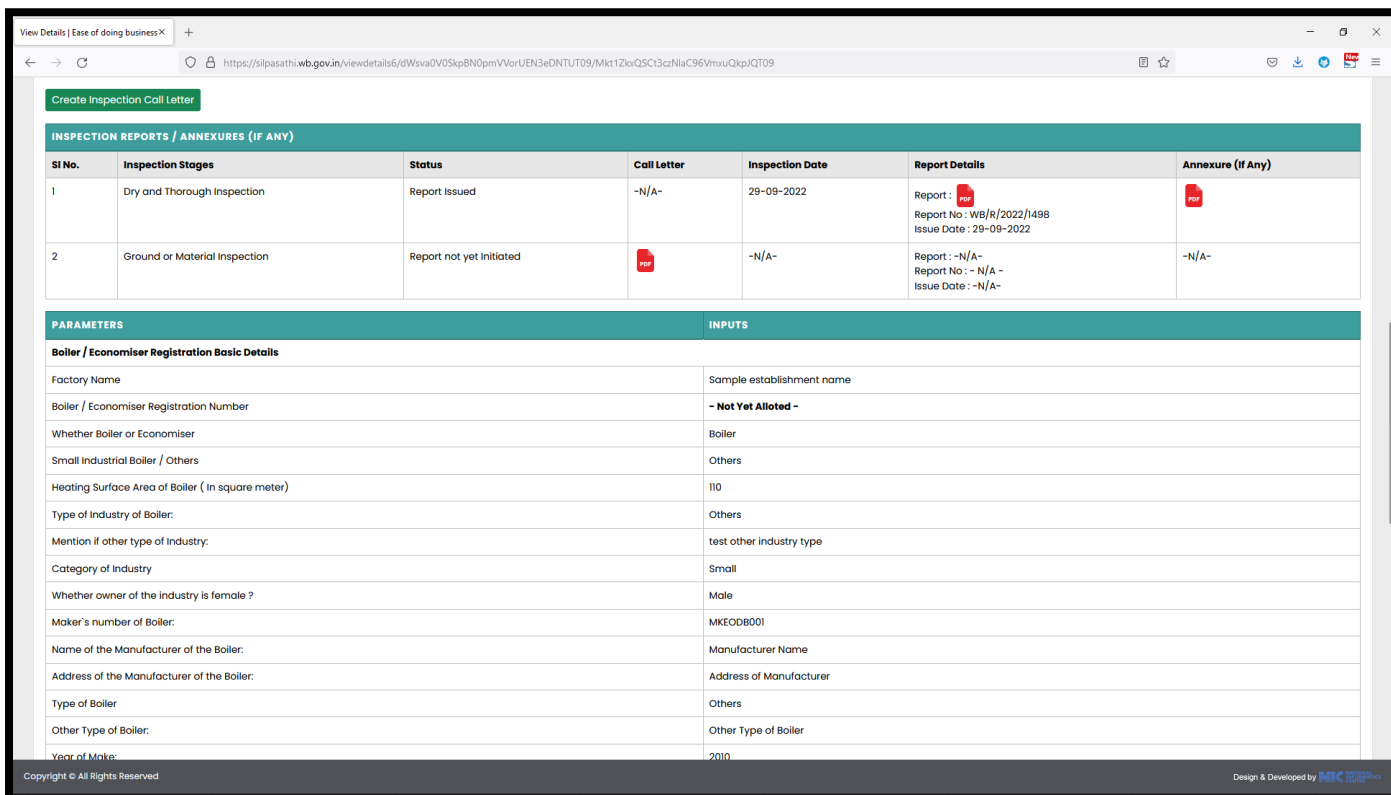 View Details | Ease of doing business ×
https://silpasathi.wb.gov.in/viewdetails6/dWsva0V0SkpBN0pmVVorUEN3eDNTUT09/Mkt1ZkxQSCt3czNlaC96VmxuQkpJQT09
New
Create Inspection Call Letter
INSPECTION REPORTS / ANNEXURES (IF ANY)
Sl No. Inspection Stages Status Call Letter Inspection Date Report Details Annexure (If Any)
1 Dry and Thorough Inspection Report Issued -N/A- 29-09-2022 Report : PDF PDF
Report No : WB/R/2022/1498
Issue Date : 29-09-2022
2 Ground or Material Inspection Report not yet Initiated PDF -N/A- Report : -N/A- -N/A-
Report No : - N/A -
Issue Date : -N/A-
PARAMETERS INPUTS
Boiler / Economiser Registration Basic Details
Factory Name Sample establishment name
Boiler / Economiser Registration Number - Not Yet Alloted -
Whether Boiler or Economiser Boiler
Small Industrial Boiler / Others Others
Heating Surface Area of Boiler ( In square meter) 110
Type of Industry of Boiler: Others
Mention if other type of Industry: test other industry type
Category of Industry Small
Whether owner of the industry is female ? Male
Maker`s number of Boiler: MKEODB001
Name of the Manufacturer of the Boiler: Manufacturer Name
Address of the Manufacturer of the Boiler: Address of Manufacturer
Type of Boiler Others
Other Type of Boiler: Other Type of Boiler
Year of Make: 2010
Copyright © All Rights Reserved Design & Developed by NIC NATIONAL INFORMATICS CENTRE